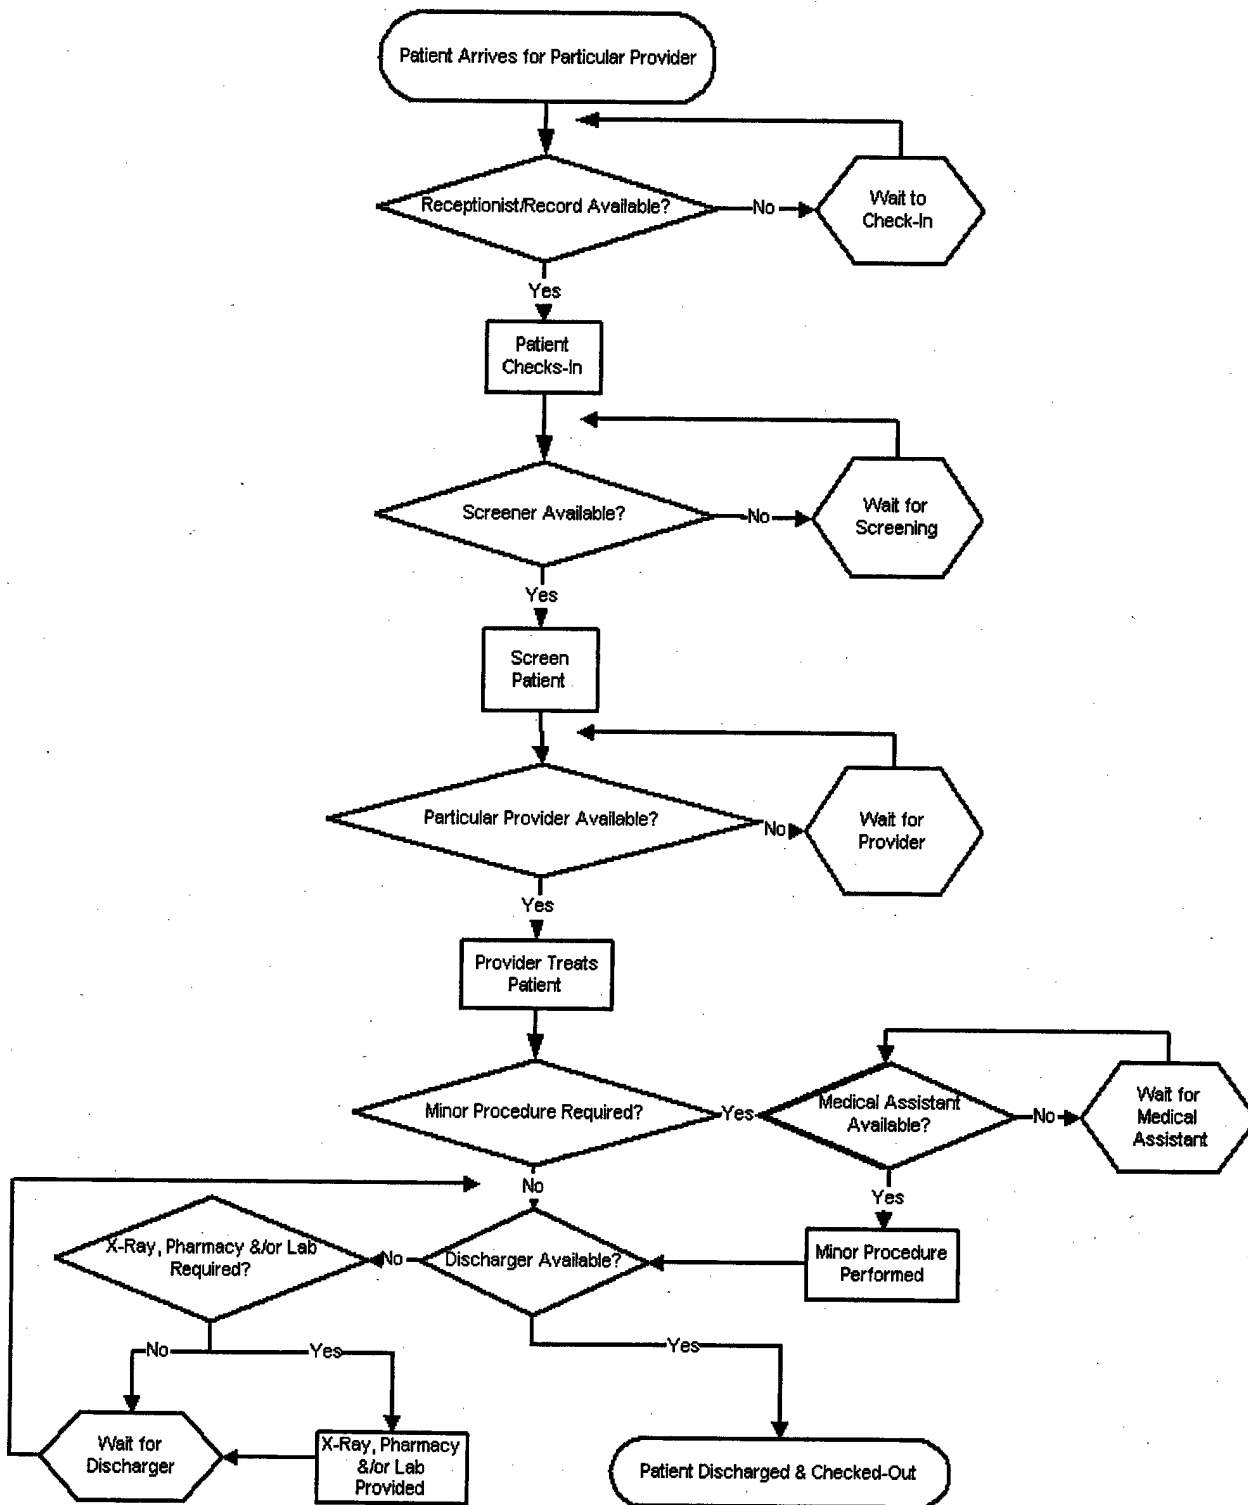 Patient Arrives for Particular Provider
Receptionist/Record Available?
No
Wait to
Check-In
Yes
Patient
Checks-In
Screener Available?
No
Wait for
Screening
Yes
Screen
Patient
Particular Provider Available?
No
Wait for
Provider
Yes
Provider Treats
Patient
Minor Procedure Required?
Yes
Medical Assistant
Available?
No
Wait for
Medical
Assistant
No
Yes
X-Ray, Pharmacy &/or Lab
Required?
No
Discharger Available?
Minor Procedure
Performed
No
Yes
Yes
Wait for
Discharger
X-Ray, Pharmacy
&/or Lab
Provided
Patient Discharged & Checked-Out